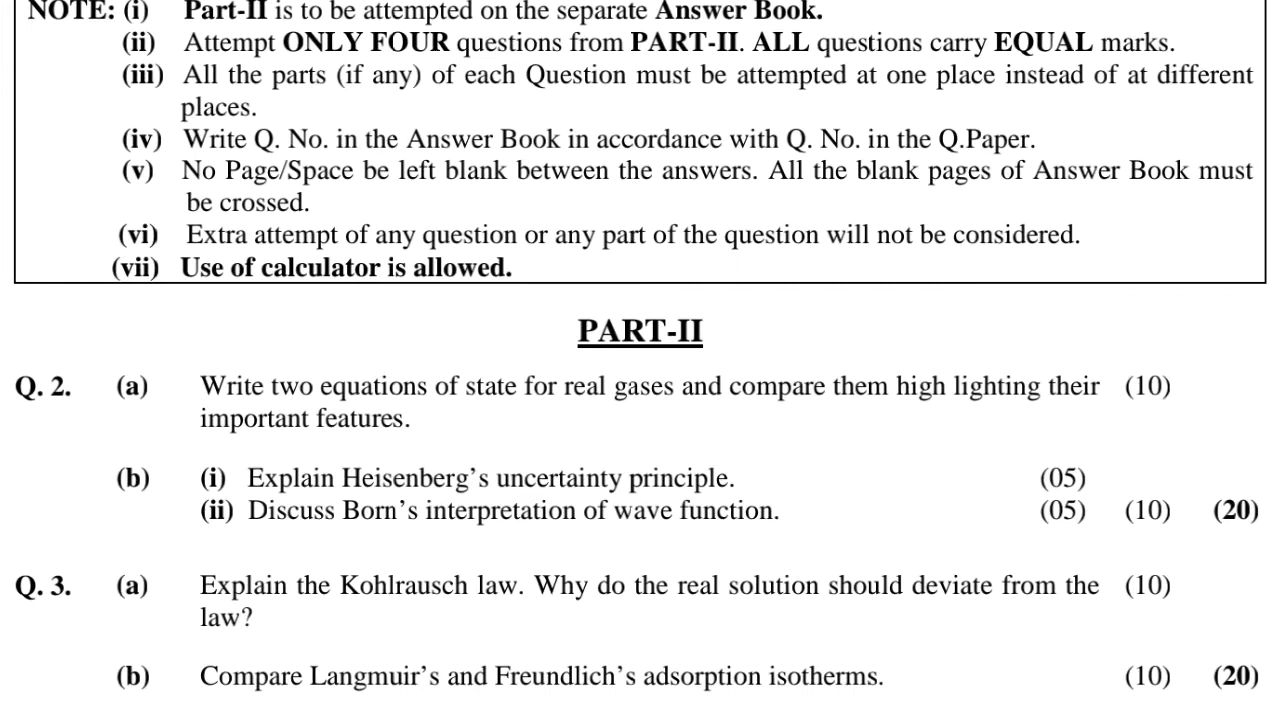 NOTE: (i) Part-II is to be attempted on the separate Answer Book.
(ii) Attempt ONLY FOUR questions from PART-II. ALL questions carry EQUAL marks.
(iii) All the parts (if any) of each Question must be attempted at one place instead of at different
places.
(iv) Write Q. No. in the Answer Book in accordance with Q. No. in the Q.Paper.
(v) No Page/Space be left blank between the answers. All the blank pages of Answer Book must
be crossed.
(vi) Extra attempt of any question or any part of the question will not be considered.
(vii) Use of calculator is allowed.
PART-II
Q. 2. (a) Write two equations of state for real gases and compare them high lighting their (10)
important features.
(b) (i) Explain Heisenberg’s uncertainty principle. (05)
(ii) Discuss Born’s interpretation of wave function. (05) (10) (20)
Q. 3. (a) Explain the Kohlrausch law. Why do the real solution should deviate from the (10)
law?
(b) Compare Langmuir’s and Freundlich’s adsorption isotherms. (10) (20)